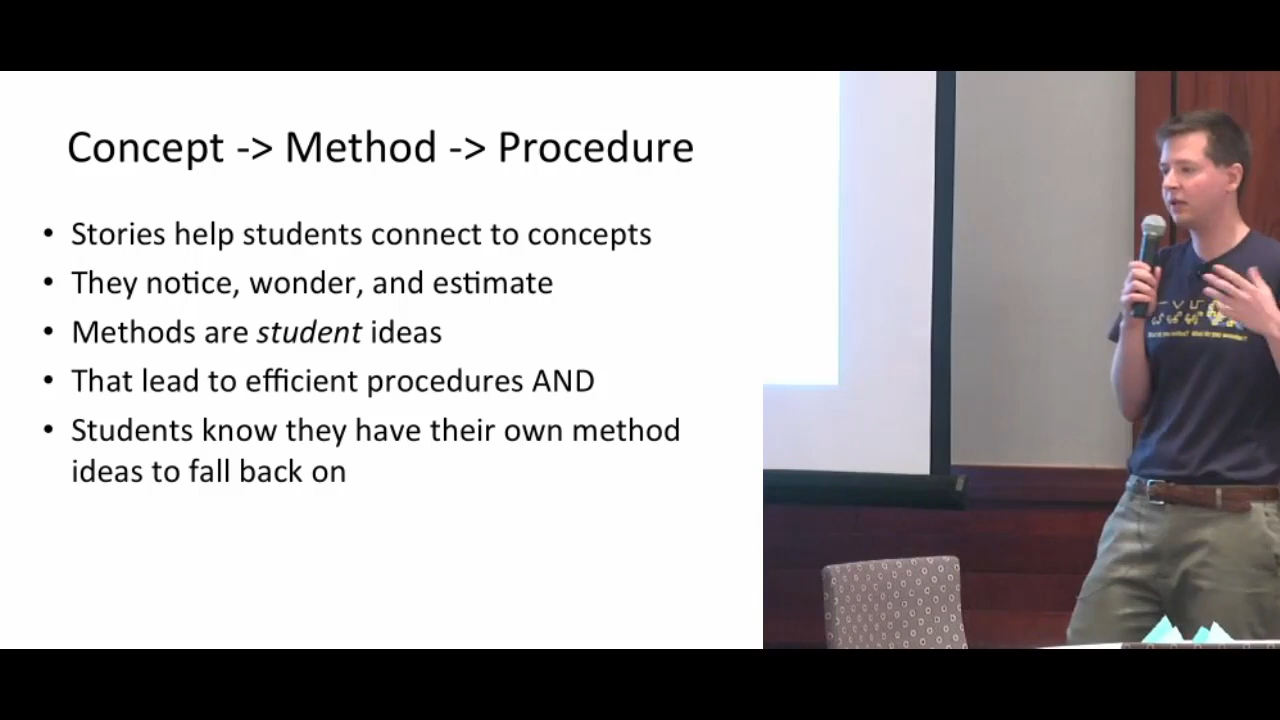 Concept -> Method -> Procedure
• Stories help students connect to concepts
• They notice, wonder, and estimate
• Methods are student ideas
• That lead to efficient procedures AND
• Students know they have their own method
ideas to fall back on